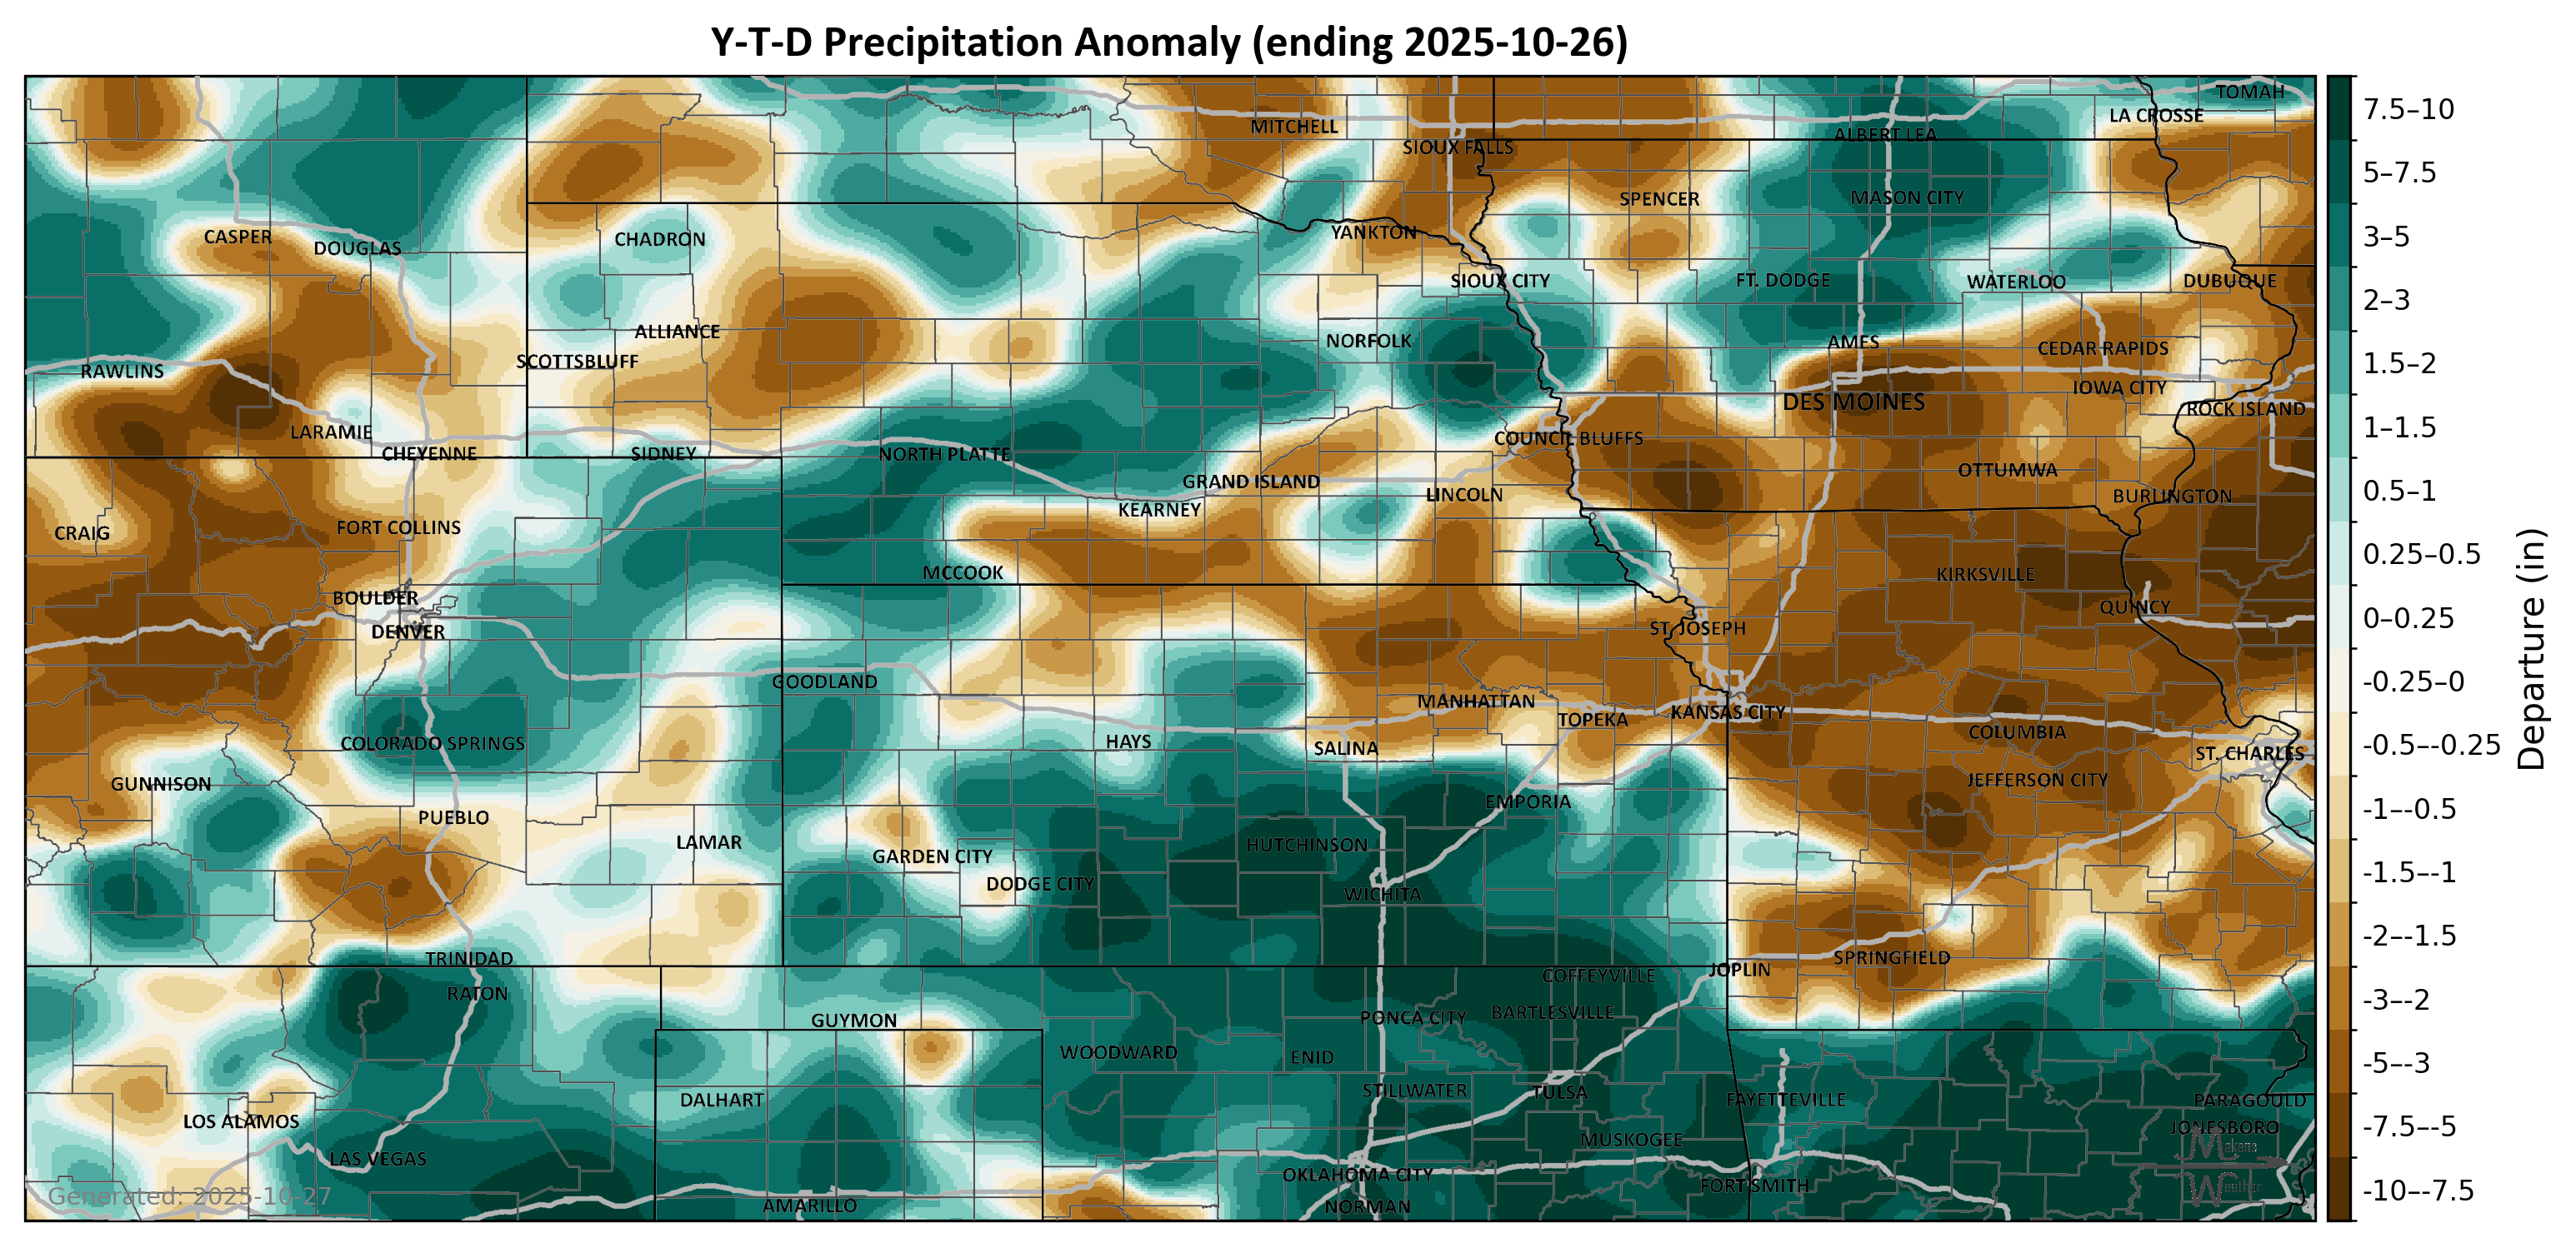 Y-T-D Precipitation Anomaly (ending 2025-10-26)
TOMAH
LA CROSSE
MITCHELL
ALBERT LEA
SIOUX FALLS
SPENCER
MASON CITY
YANKTON
CASPER
DOUGLAS
CHADRON
SIOUX CITY
FT. DODGE
WATERLOO
DUBUQUE
ALLIANCE
NORFOLK
AMES
CEDAR RAPIDS
SCOTTSBLUFF
RAWLINS
IOWA CITY
DES MOINES
ROCK ISLAND
LARAMIE
COUNCIL BLUFFS
CHEYENNE
SIDNEY
NORTH PLATTE
OTTUMWA
GRAND ISLAND
LINCOLN
BURLINGTON
KEARNEY
CRAIG
FORT COLLINS
MCCOOK
KIRKSVILLE
BOULDER
QUINCY
DENVER
ST. JOSEPH
GOODLAND
MANHATTAN
TOPEKA
KANSAS CITY
COLUMBIA
COLORADO SPRINGS
HAYS
SALINA
ST. CHARLES
GUNNISON
JEFFERSON CITY
EMPORIA
PUEBLO
LAMAR
HUTCHINSON
GARDEN CITY
DODGE CITY
WICHITA
TRINIDAD
SPRINGFIELD
JOPLIN
COFFEYVILLE
RATON
GUYMON
PONCA CITY
BARTLESVILLE
WOODWARD
ENID
STILLWATER
TULSA
DALHART
FAYETTEVILLE
PARAGOULD
LOS ALAMOS
JONESBORO
MUSKOGEE
LAS VEGAS
OKLAHOMA CITY
FORT SMITH
AMARILLO
NORMAN
Generated: 2025-10-27
Makens
Weather
7.5–10
5–7.5
3–5
2–3
1.5–2
1–1.5
0.5–1
0.25–0.5
0–0.25
-0.25–0
-0.5–-0.25
-1–-0.5
-1.5–-1
-2–-1.5
-3–-2
-5–-3
-7.5–-5
-10–-7.5
Departure (in)